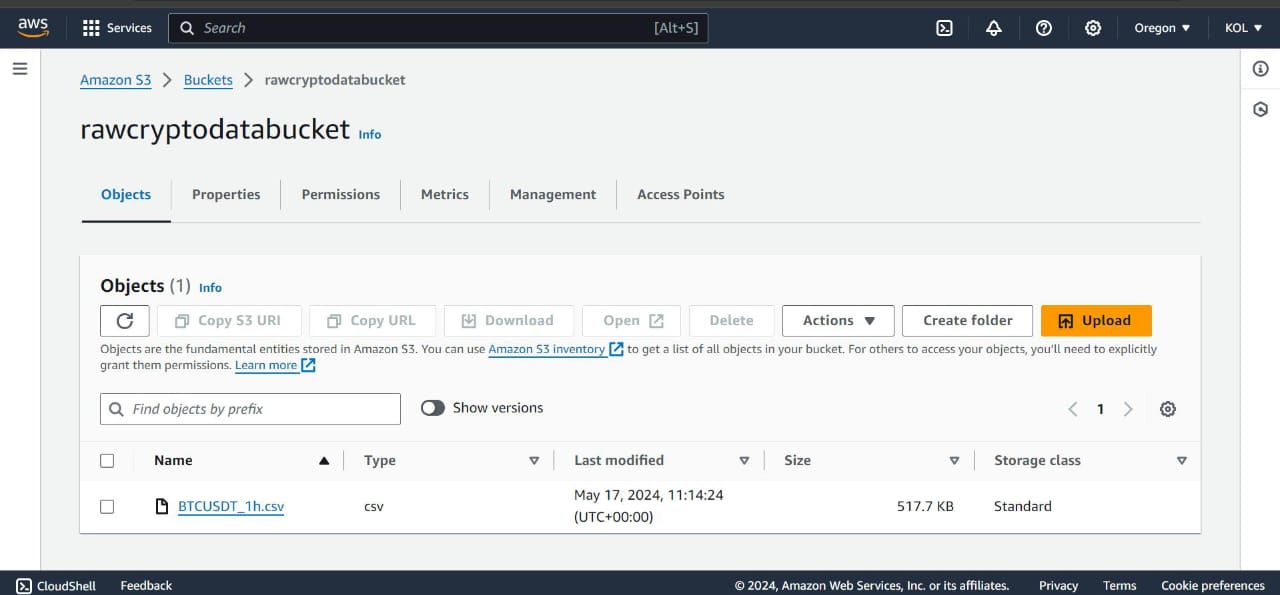 aws Services Search [Alt+S] Oregon KOL
Amazon S3 Buckets rawcryptodatabucket
rawcryptodatabucket Info
Objects Properties Permissions Metrics Management Access Points
Objects (1) Info
Copy S3 URI Copy URL Download Open Delete Actions Create folder Upload
Objects are the fundamental entities stored in Amazon S3. You can use Amazon S3 inventory to get a list of all objects in your bucket. For others to access your objects, you'll need to explicitly
grant them permissions. Learn more
Find objects by prefix Show versions 1
Name Type Last modified Size Storage class
BTCUSDT_1h.csv csv May 17, 2024, 11:14:24 517.7 KB Standard
(UTC+00:00)
CloudShell Feedback © 2024, Amazon Web Services, Inc. or its affiliates. Privacy Terms Cookie preferences